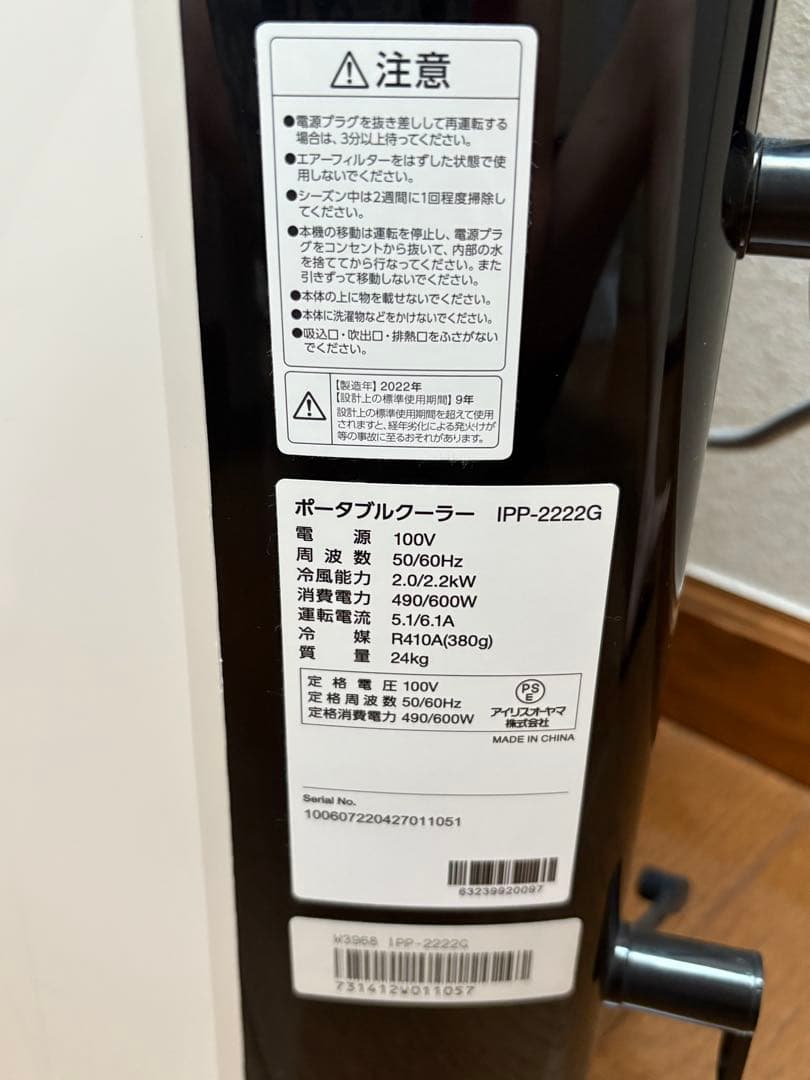 ⚠注意
●電源プラグを抜き差しして再運転する
場合は、3分以上待ってください。
●エアーフィルターをはずした状態で使
用しないでください。
●シーズン中は2週間に1回程度掃除し
てください。
●本機の移動は運転を停止し、電源プラ
グをコンセントから抜いて、内部の水
を捨ててから行なってください。また
引きずって移動しないでください。
●本体の上に物を載せないでください。
●本体に洗濯物などをかけないでください。
●吸込口・吹出口・排熱口をふさがない
でください。
【製造年】2022年
【設計上の標準使用期間】9年
設計上の標準使用期間を超えて使用
されますと、経年劣化による発火けが
等の事故に至るおそれがあります。
ポータブルクーラー IPP-2222G
電源 100V
周波数 50/60Hz
冷風能力 2.0/2.2kW
消費電力 490/600W
運転電流 5.1/6.1A
冷媒 R410A(380g)
質量 24kg
定格電圧 100V
定格周波数 50/60Hz
定格消費電力 490/600W
PSE
アイリスオーヤマ
株式会社
MADE IN CHINA
Serial No.
100607220427011051
63239920097
W3968 IPP-2222G
731412W011057